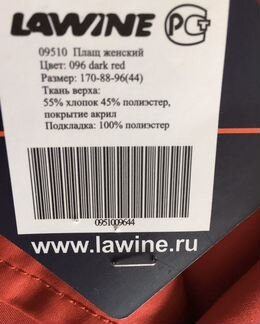 LAWINE РСТ
09510 Плащ женский
Цвет: 096 dark red
Размер: 170-88-96(44)
Ткань верха:
55% хлопок 45% полиэстер,
покрытие акрил
Подкладка: 100% полиэстер
0951009644
www.lawine.ru